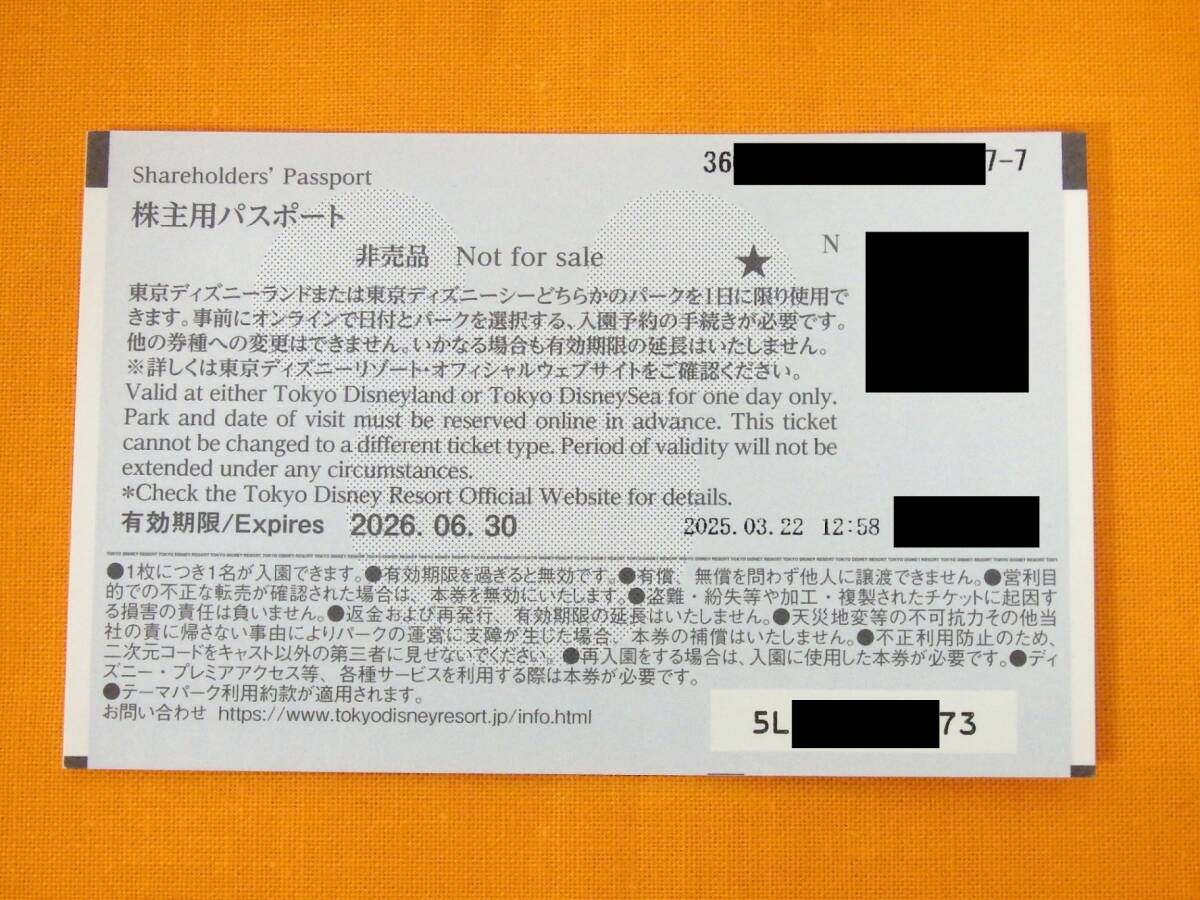 36 7-7
Shareholders' Passport
株主用パスポート
非売品 Not for sale ★ N
東京ディズニーランドまたは東京ディズニーシーどちらかのパークを1日に限り使用で
きます。事前にオンラインで日付とパークを選択する、入園予約の手続きが必要です。
他の券種への変更はできません。いかなる場合も有効期限の延長はいたしません。
※詳しくは東京ディズニーリゾート・オフィシャルウェブサイトをご確認ください。
Valid at either Tokyo Disneyland or Tokyo DisneySea for one day only.
Park and date of visit must be reserved online in advance. This ticket
cannot be changed to a different ticket type. Period of validity will not be
extended under any circumstances.
*Check the Tokyo Disney Resort Official Website for details.
有効期限/Expires 2026. 06. 30 2025.03.22 12:58
●1枚につき1名が入園できます。●有効期限を過ぎると無効です。●有償、無償を問わず他人に譲渡できません。●営利目
的での不正な転売が確認された場合は、本券を無効にいたします。●盗難・紛失等や加工・複製されたチケットに起因す
る損害の責任は負いません。●返金および再発行、有効期限の延長はいたしません。●天災地変等の不可抗力その他当
社の責に帰さない事由によりパークの運営に支障が生じた場合、本券の補償はいたしません。●不正利用防止のため、
二次元コードをキャスト以外の第三者に見せないでください。●再入園をする場合は、入園に使用した本券が必要です。●ディ
ズニー・プレミアアクセス等、各種サービスを利用する際は本券が必要です。
●テーマパーク利用約款が適用されます。
お問い合わせ https://www.tokyodisneyresort.jp/info.html
5L 73